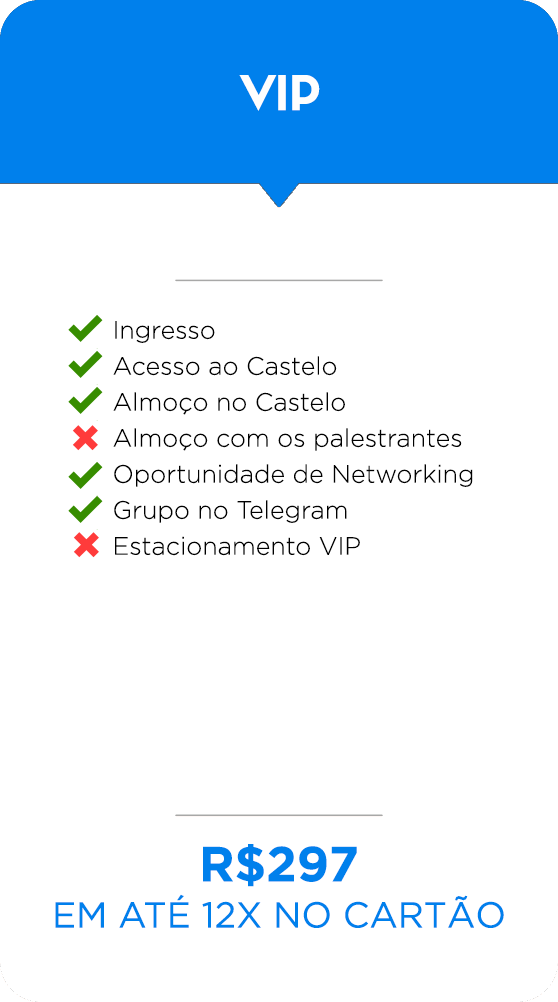 VIP
Ingresso
Acesso ao Castelo
Almoço no Castelo
Almoço com os palestrantes
Oportunidade de Networking
Grupo no Telegram
Estacionamento VIP
R$297
EM ATÉ 12X NO CARTÃO